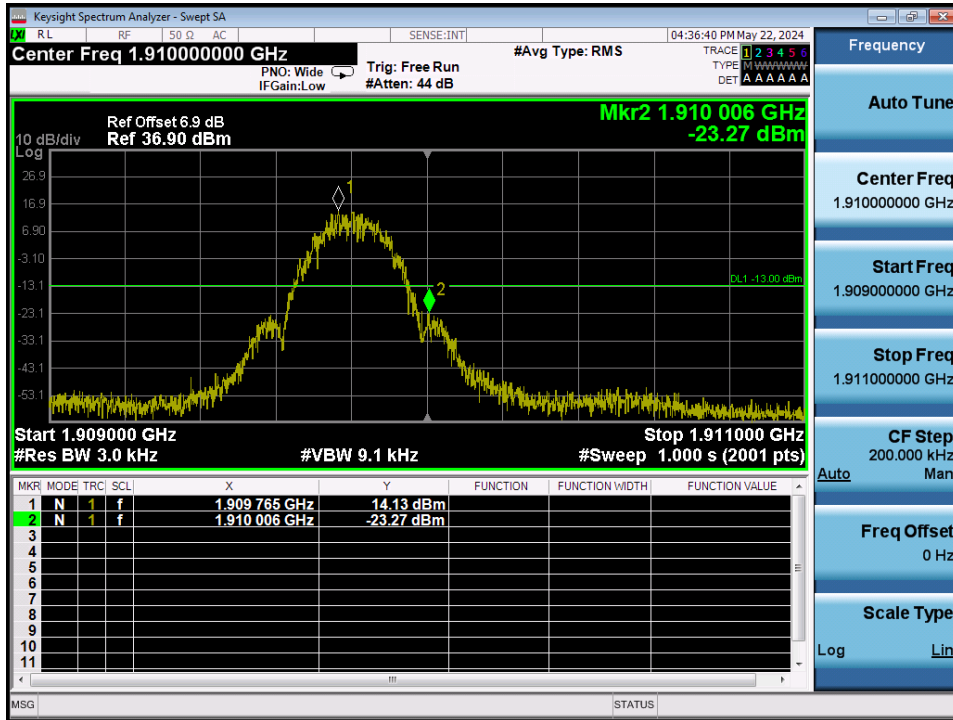 Keysight Spectrum Analyzer - Swept SA
LXI RL RF 50 Ω AC SENSE:INT 04:36:40 PM May 22, 2024
Center Freq 1.910000000 GHz
PNO: Wide
IFGain:Low
Trig: Free Run
#Atten: 44 dB
#Avg Type: RMS
TRACE 1 2 3 4 5 6
TYPE M W W W W W
DET A A A A A A
Mkr2 1.910 006 GHz
-23.27 dBm
Ref Offset 6.9 dB
Ref 36.90 dBm
10 dB/div
Log
26.9
16.9
6.90
-3.10
-13.1
-23.1
-33.1
-43.1
-53.1
1
2
DL1 -13.00 dBm
Start 1.909000 GHz
Stop 1.911000 GHz
#Res BW 3.0 kHz
#VBW 9.1 kHz
#Sweep 1.000 s (2001 pts)
MKR MODE TRC SCL X Y FUNCTION FUNCTION WIDTH FUNCTION VALUE
1 N 1 f 1.909 765 GHz 14.13 dBm
2 N 1 f 1.910 006 GHz -23.27 dBm
3
4
5
6
7
8
9
10
11
MSG
STATUS
Frequency
Auto Tune
Center Freq
1.910000000 GHz
Start Freq
1.909000000 GHz
Stop Freq
1.911000000 GHz
CF Step
200.000 kHz
Auto Man
Freq Offset
0 Hz
Scale Type
Log Lin